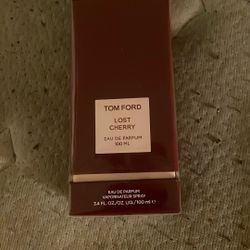 TOM FORD
LOST
CHERRY
EAU DE PARFUM
100 ML
EAU DE PARFUM
VAPORISATEUR SPRAY
3.4 FL. OZ./OZ. LIQ./100 ml ℮